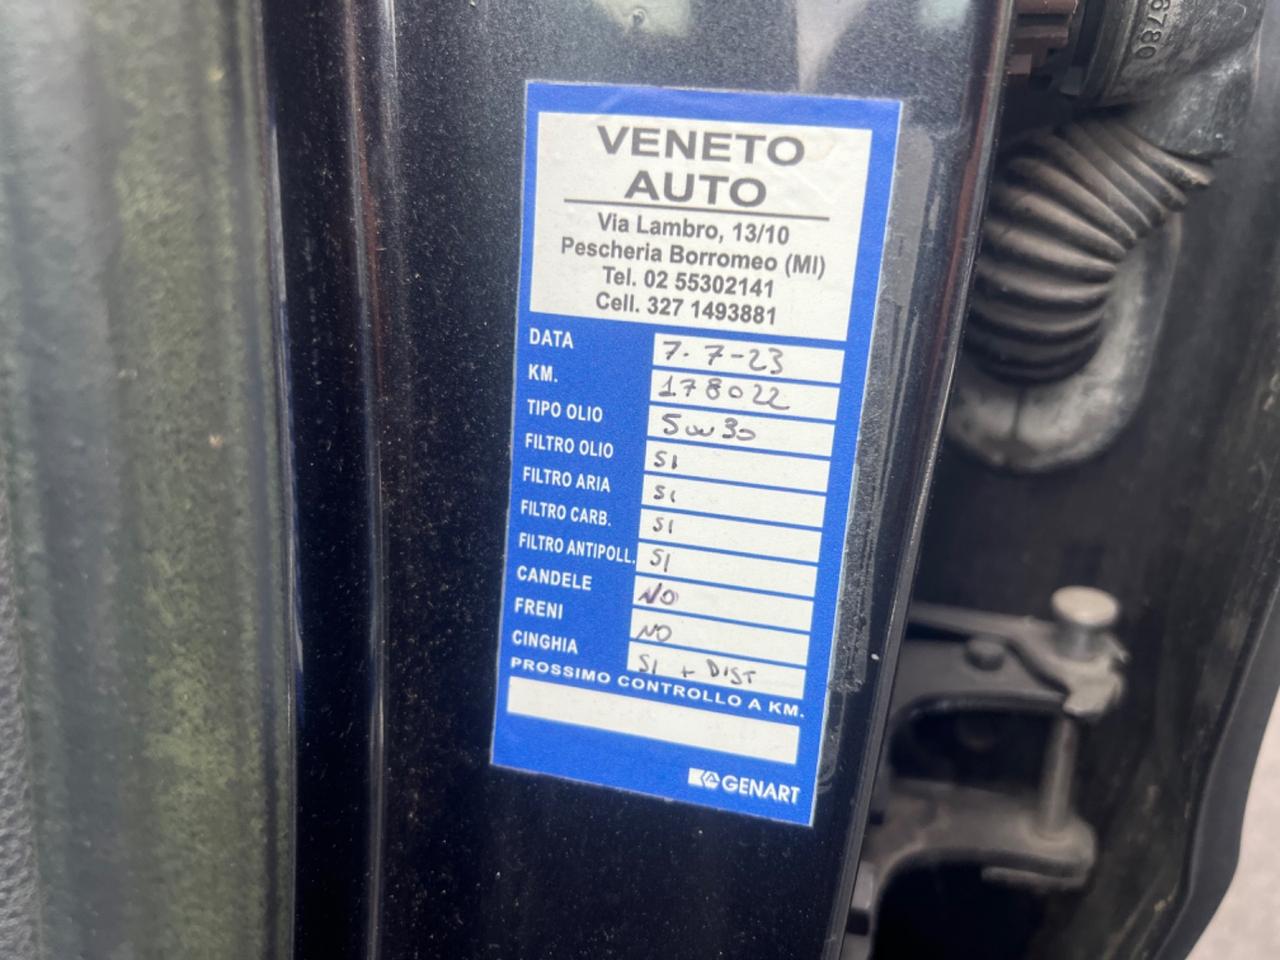 VENETO
AUTO
Via Lambro, 13/10
Pescheria Borromeo (MI)
Tel. 02 55302141
Cell. 327 1493881
DATA 7-7-23
KM. 178022
TIPO OLIO 5w30
FILTRO OLIO SI
FILTRO ARIA SI
FILTRO CARB. SI
FILTRO ANTIPOLL. SI
CANDELE NO
FRENI NO
CINGHIA SI + DIST
PROSSIMO CONTROLLO A KM.
GENART